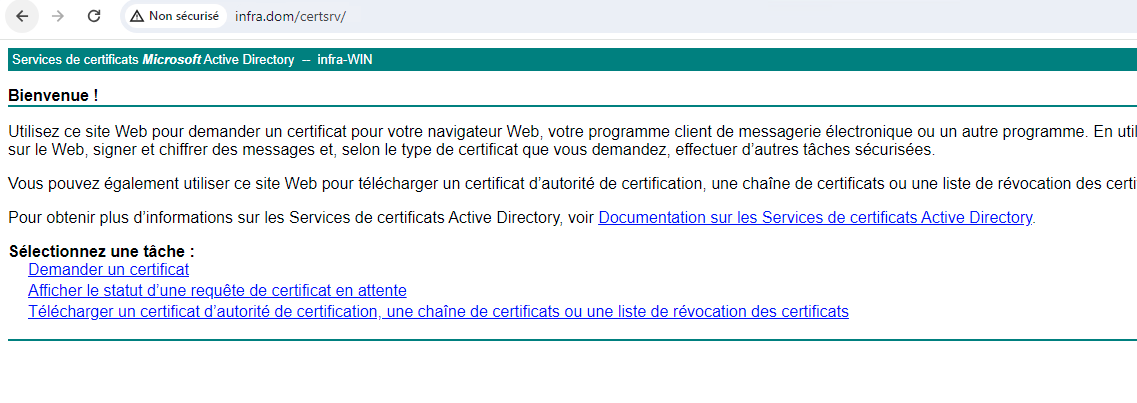 Non sécurisé infra.dom/certsrv/
Services de certificats Microsoft Active Directory -- infra-WIN
Bienvenue !
Utilisez ce site Web pour demander un certificat pour votre navigateur Web, votre programme client de messagerie électronique ou un autre programme. En
sur le Web, signer et chiffrer des messages et, selon le type de certificat que vous demandez, effectuer d’autres tâches sécurisées.
Vous pouvez également utiliser ce site Web pour télécharger un certificat d’autorité de certification, une chaîne de certificats ou une liste de révocation des
Pour obtenir plus d’informations sur les Services de certificats Active Directory, voir Documentation sur les Services de certificats Active Directory.
Sélectionnez une tâche :
Demander un certificat
Afficher le statut d’une requête de certificat en attente
Télécharger un certificat d’autorité de certification, une chaîne de certificats ou une liste de révocation des certificats